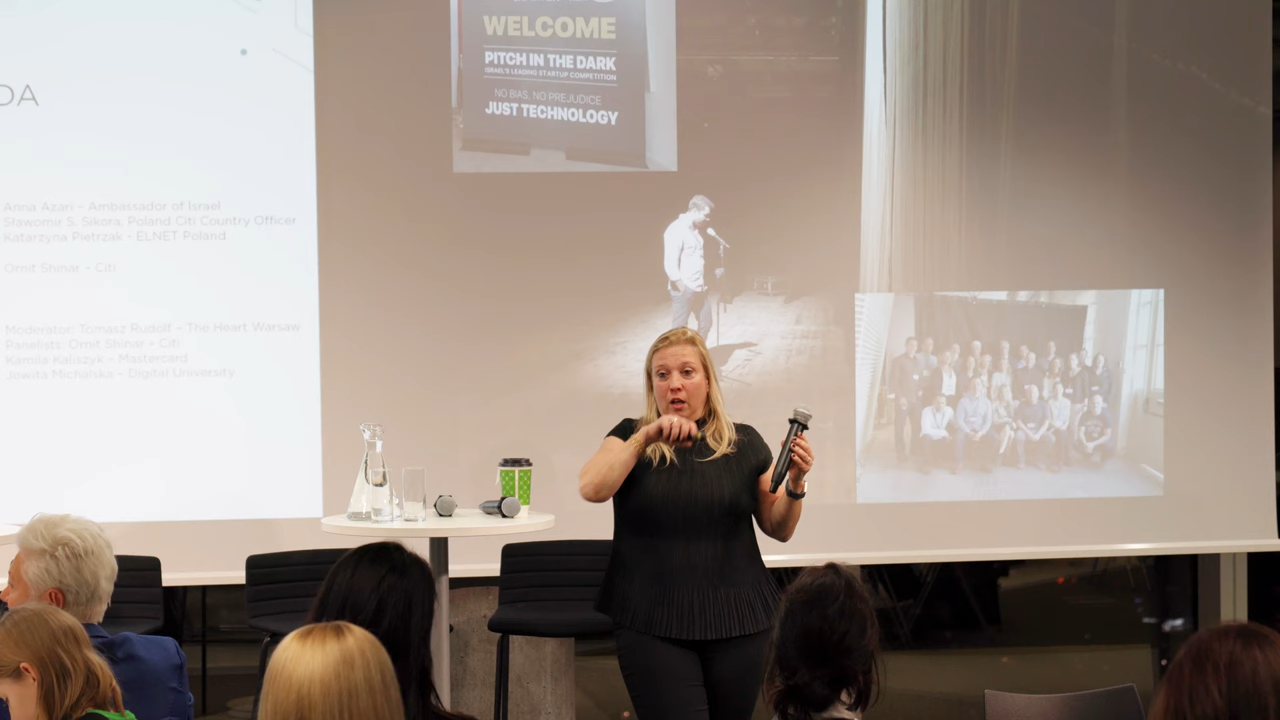 DA
Anna Azari – Ambassador of Israel
Sławomir S. Sikora, Poland Citi Country Officer
Katarzyna Pietrzak - ELNET Poland
Ornit Shinar – Citi
Moderator: Tomasz Rudolf – The Heart Warsaw
Panelists: Ornit Shinar – Citi
Kamila Kaliszyk – Mastercard
Jowita Michalska – Digital University
WELCOME
PITCH IN THE DARK
ISRAEL'S LEADING STARTUP COMPETITION
NO BIAS, NO PREJUDICE
JUST TECHNOLOGY